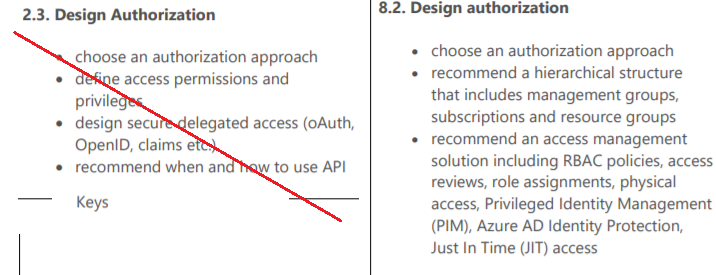 2.3. Design Authorization
• choose an authorization approach
• define access permissions and
privileges
• design secure delegated access (oAuth,
OpenID, claims etc.)
• recommend when and how to use API
Keys
8.2. Design authorization
• choose an authorization approach
• recommend a hierarchical structure
that includes management groups,
subscriptions and resource groups
• recommend an access management
solution including RBAC policies, access
reviews, role assignments, physical
access, Privileged Identity Management
(PIM), Azure AD Identity Protection,
Just In Time (JIT) access